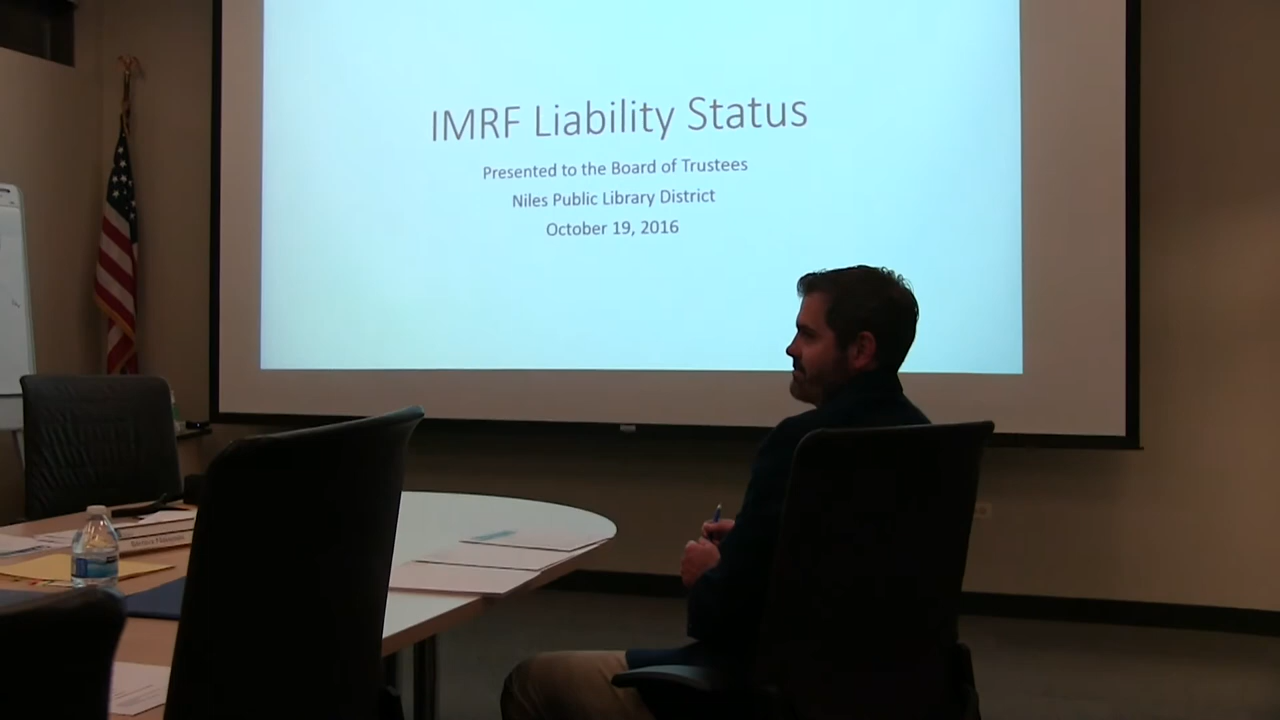 IMRF Liability Status
Presented to the Board of Trustees
Niles Public Library District
October 19, 2016